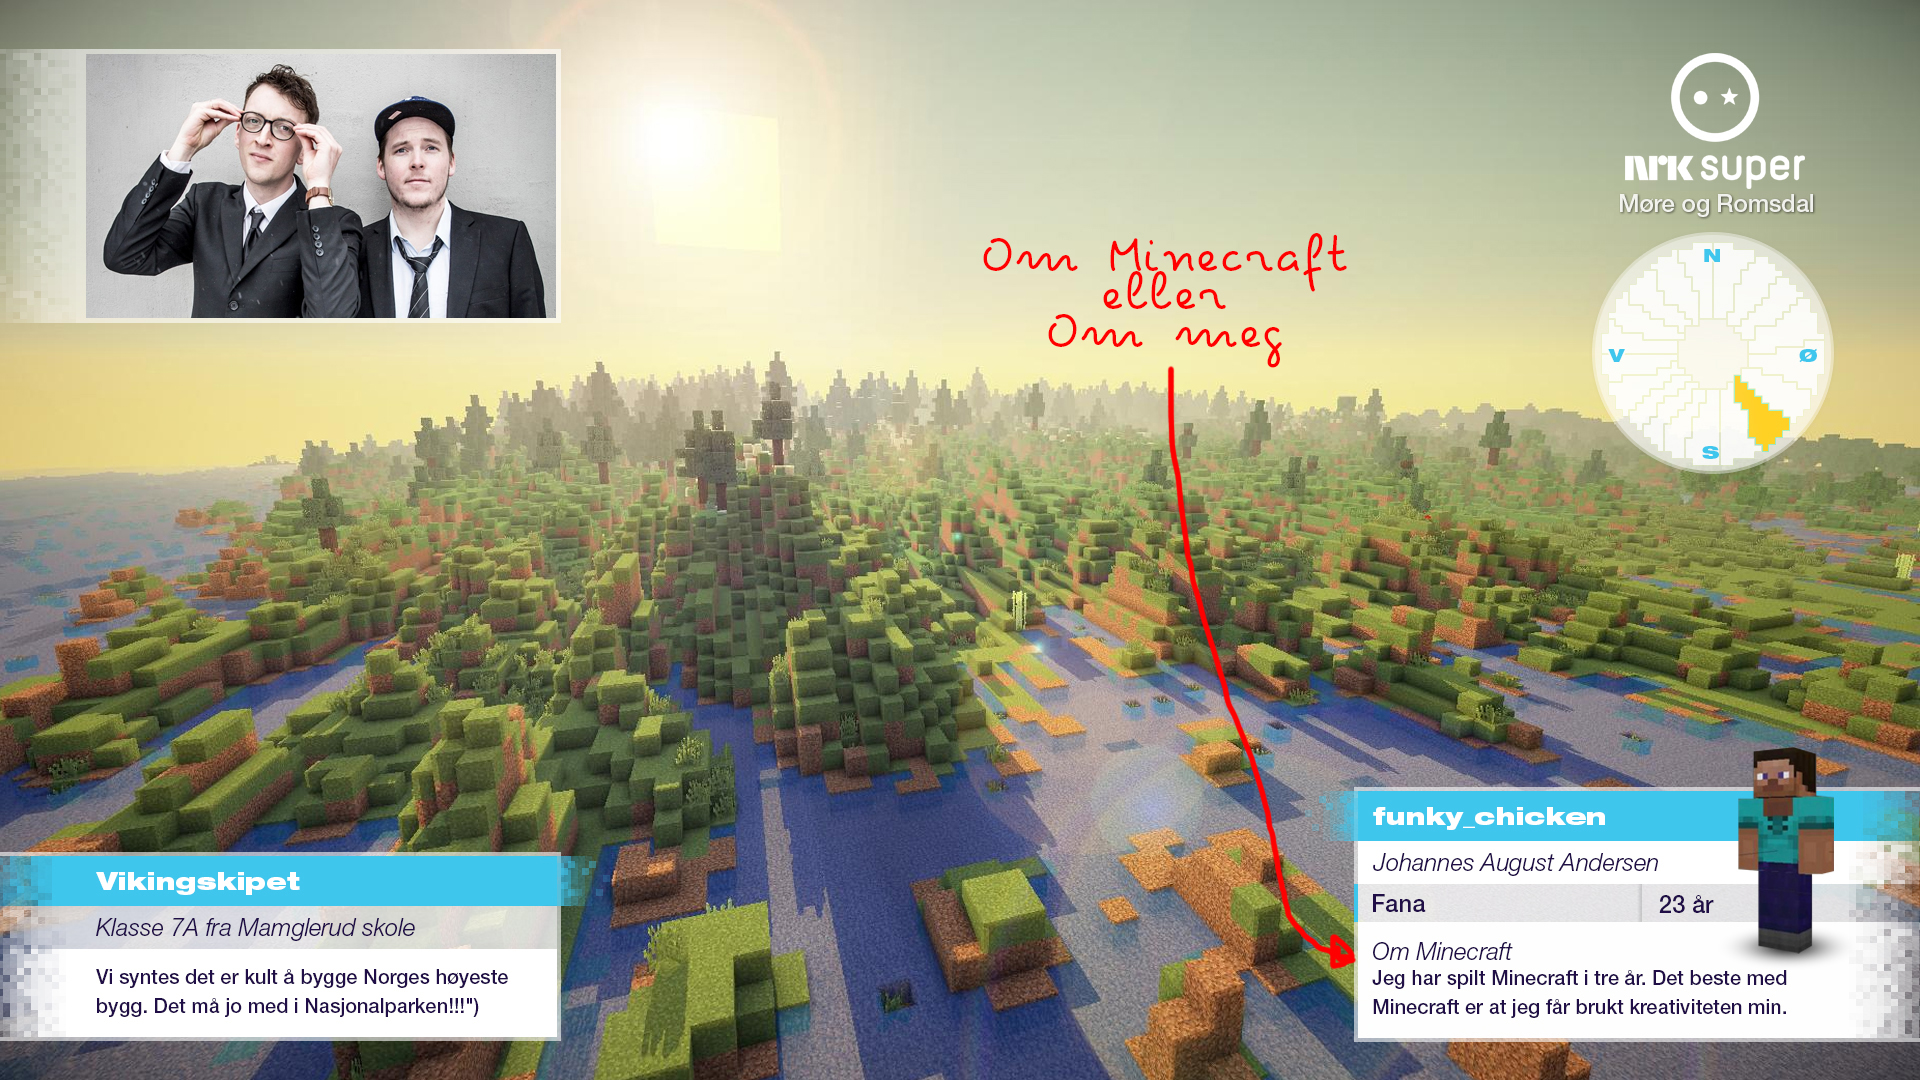 nrk super
Møre og Romsdal
N
V
Ø
S
Om Minecraft
eller
Om meg
Vikingskipet
Klasse 7A fra Mamglerud skole
Vi syntes det er kult å bygge Norges høyeste
bygg. Det må jo med i Nasjonalparken!!!")
funky_chicken
Johannes August Andersen
Fana 23 år
Om Minecraft
Jeg har spilt Minecraft i tre år. Det beste med
Minecraft er at jeg får brukt kreativiteten min.